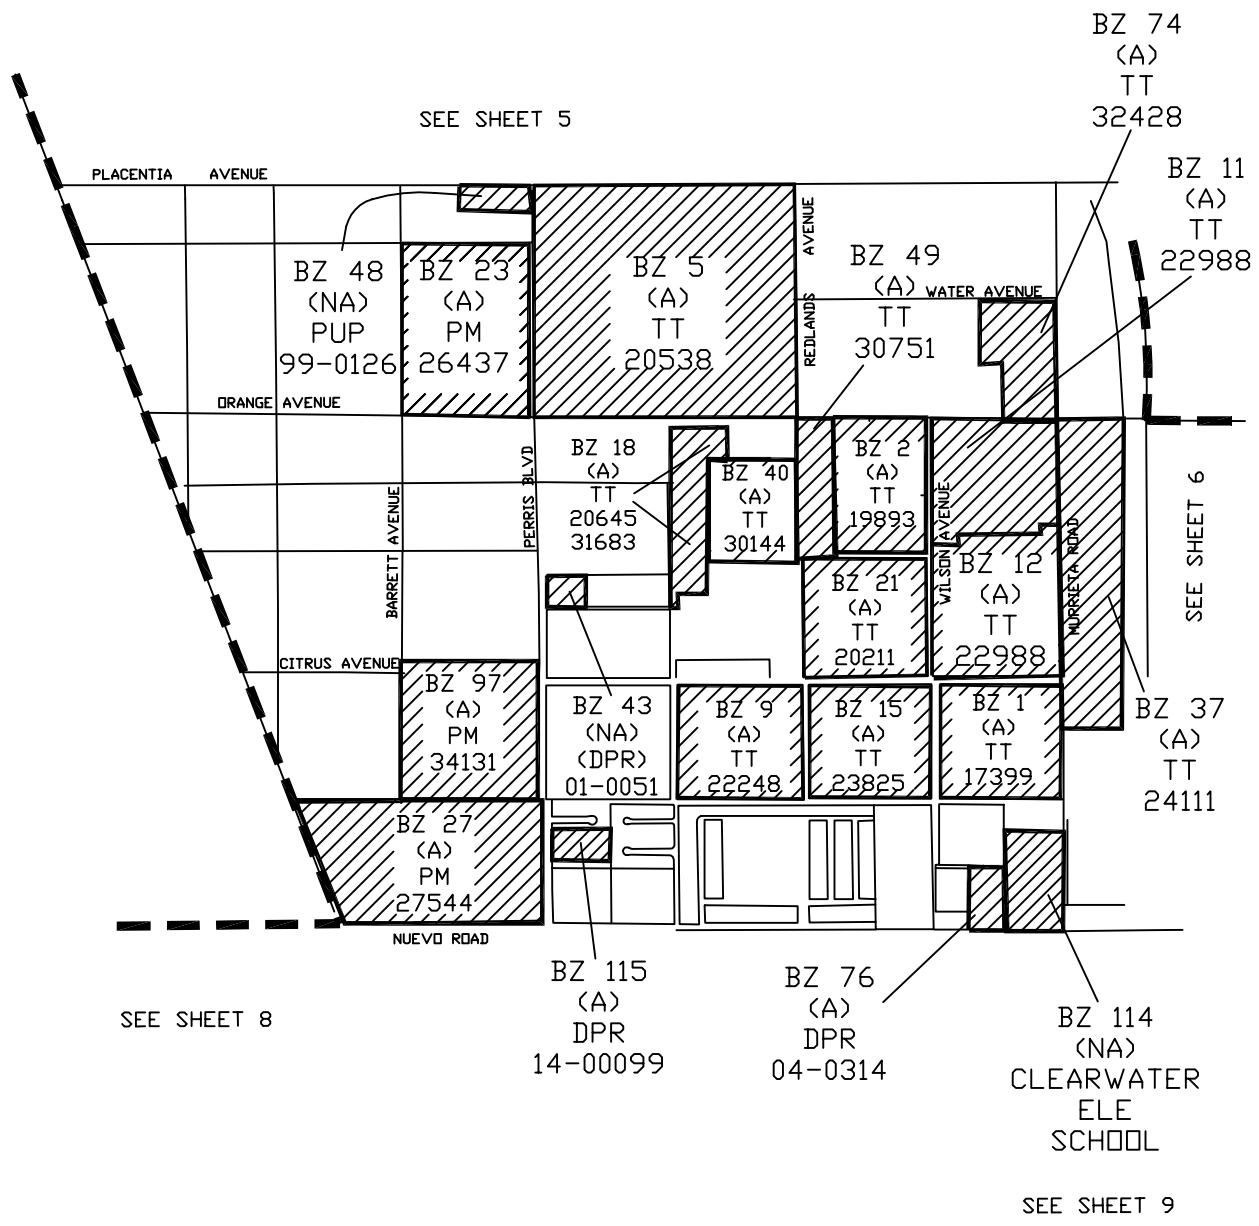 BZ 74
(A)
TT
32428
SEE SHEET 5
BZ 11
(A)
TT
22988
PLACENTIA AVENUE
REDLANDS AVENUE
BZ 48
(NA)
PUP
99-0126
BZ 23
(A)
PM
26437
BZ 5
(A)
TT
20538
BZ 49
(A)
TT
30751
WATER AVENUE
ORANGE AVENUE
BARRETT AVENUE
PERRIS BLVD
BZ 18
(A)
TT
20645
31683
BZ 40
(A)
TT
30144
BZ 2
(A)
TT
19893
WILSON AVENUE
MURRIETA ROAD
SEE SHEET 6
BZ 21
(A)
TT
20211
BZ 12
(A)
TT
22988
CITRUS AVENUE
BZ 97
(A)
PM
34131
BZ 43
(NA)
(DPR)
01-0051
BZ 9
(A)
TT
22248
BZ 15
(A)
TT
23825
BZ 1
(A)
TT
17399
BZ 37
(A)
TT
24111
BZ 27
(A)
PM
27544
NUEVO ROAD
BZ 115
(A)
DPR
14-00099
BZ 76
(A)
DPR
04-0314
BZ 114
(NA)
CLEARWATER
ELE
SCHOOL
SEE SHEET 8
SEE SHEET 9